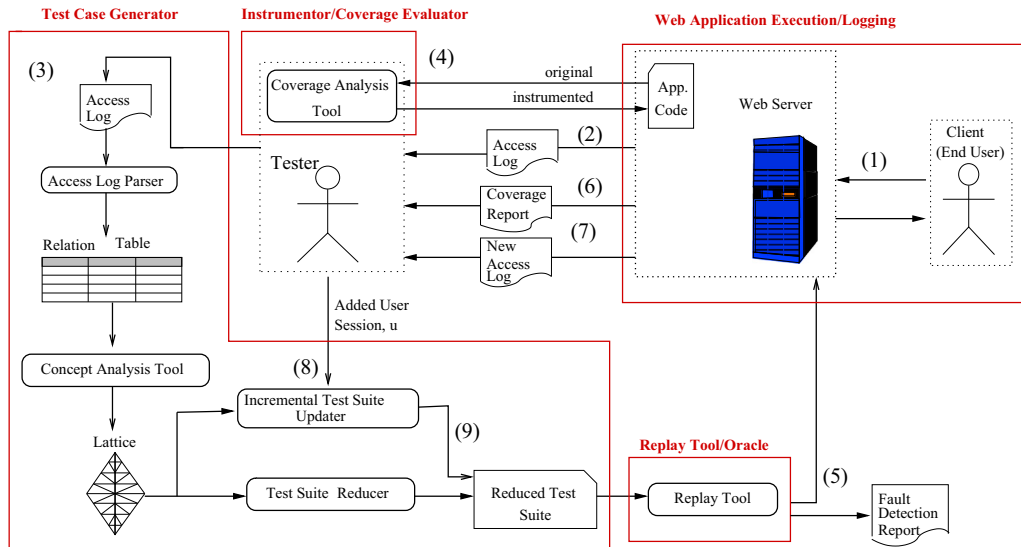 Test Case Generator
Instrumentor/Coverage Evaluator
Web Application Execution/Logging
(3)
Access
Log
Access Log Parser
Relation Table
Concept Analysis Tool
Lattice
(4)
Coverage Analysis
Tool
Tester
original
instrumented
App.
Code
Web Server
(2)
Access
Log
(6)
Coverage
Report
(7)
New
Access
Log
(1)
Client
(End User)
Added User
Session, u
(8)
Incremental Test Suite
Updater
(9)
Test Suite Reducer
Reduced Test
Suite
Replay Tool/Oracle
Replay Tool
(5)
Fault
Detection
Report